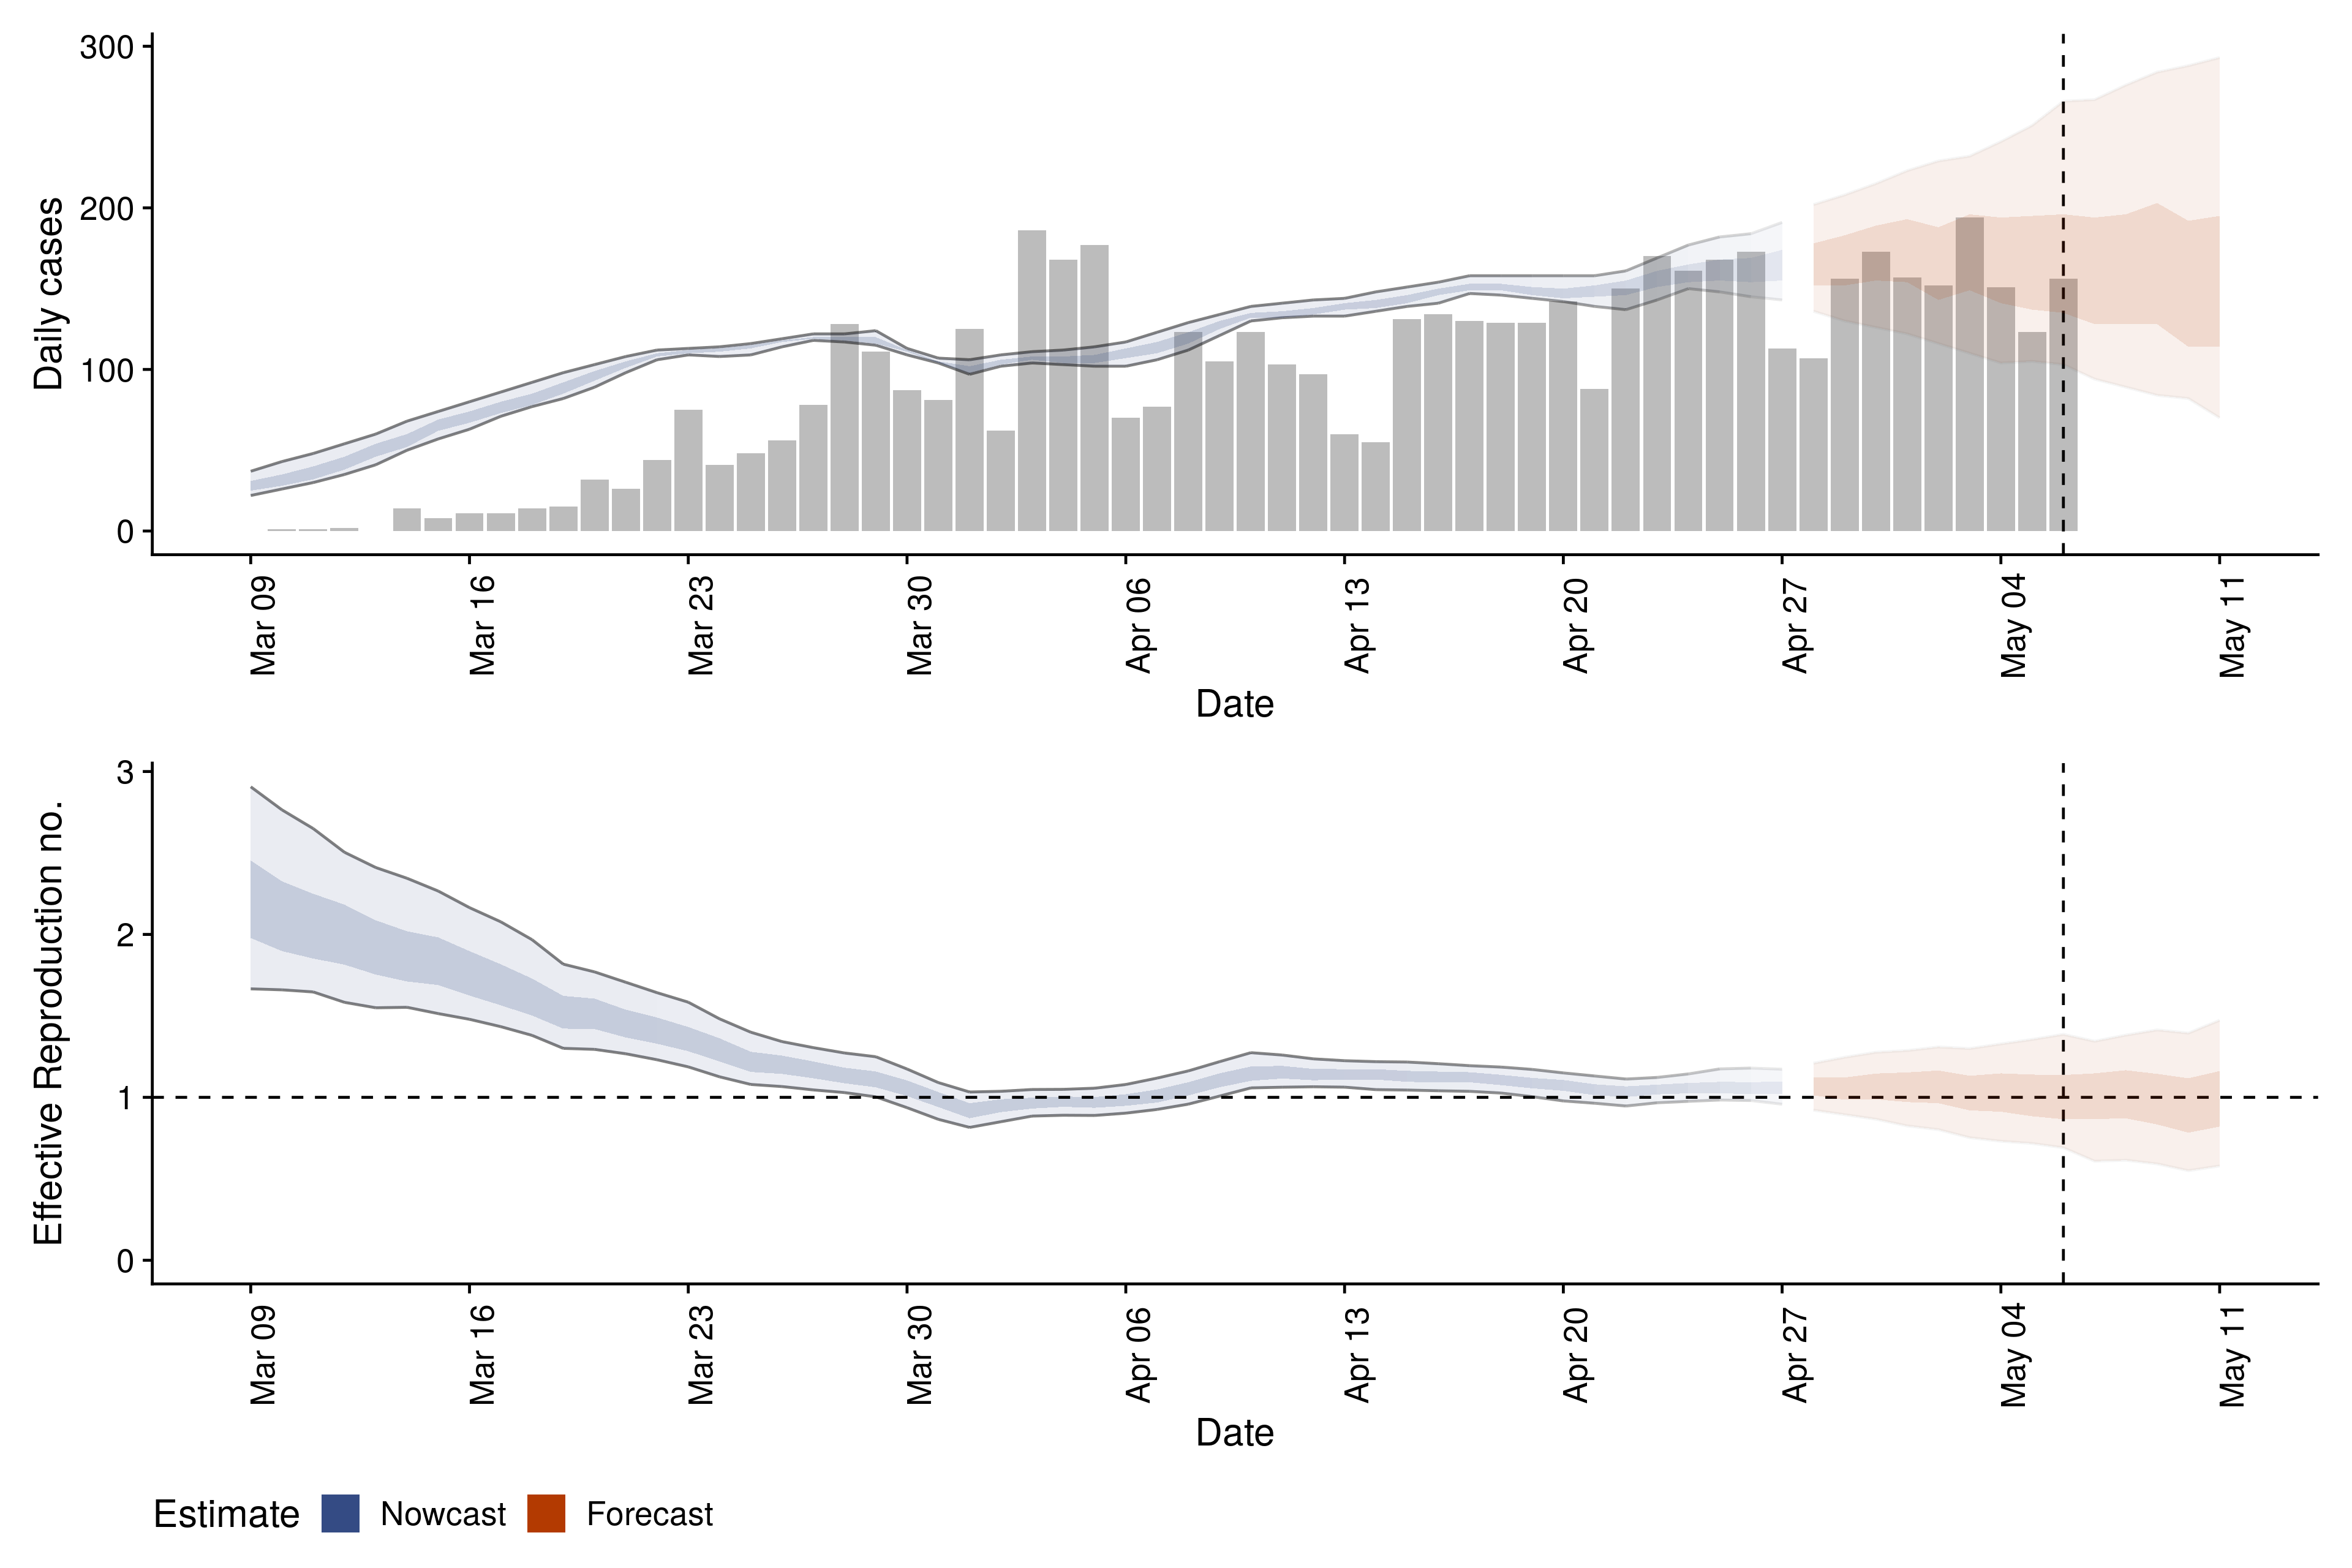 Daily cases
300
200
100
0
Mar 09
Mar 16
Mar 23
Mar 30
Apr 06
Apr 13
Apr 20
Apr 27
May 04
May 11
Date
Effective Reproduction no.
3
2
1
0
Mar 09
Mar 16
Mar 23
Mar 30
Apr 06
Apr 13
Apr 20
Apr 27
May 04
May 11
Date
Estimate Nowcast Forecast